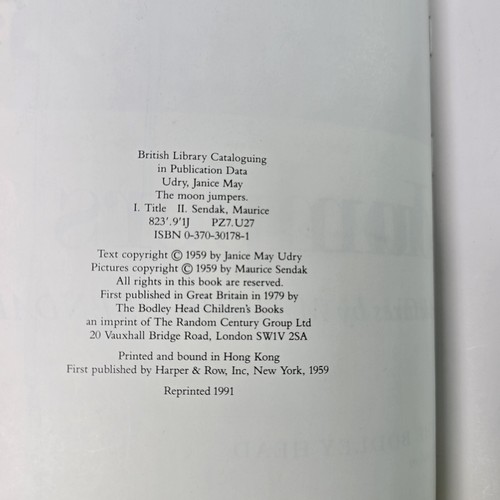 British Library Cataloguing
in Publication Data
Udry, Janice May
The moon jumpers.
I. Title II. Sendak, Maurice
823'.9'1J PZ7.U27
ISBN 0-370-30178-1
Text copyright © 1959 by Janice May Udry
Pictures copyright © 1959 by Maurice Sendak
All rights in this book are reserved.
First published in Great Britain in 1979 by
The Bodley Head Children's Books
an imprint of The Random Century Group Ltd
20 Vauxhall Bridge Road, London SW1V 2SA
Printed and bound in Hong Kong
First published by Harper & Row, Inc, New York, 1959
Reprinted 1991